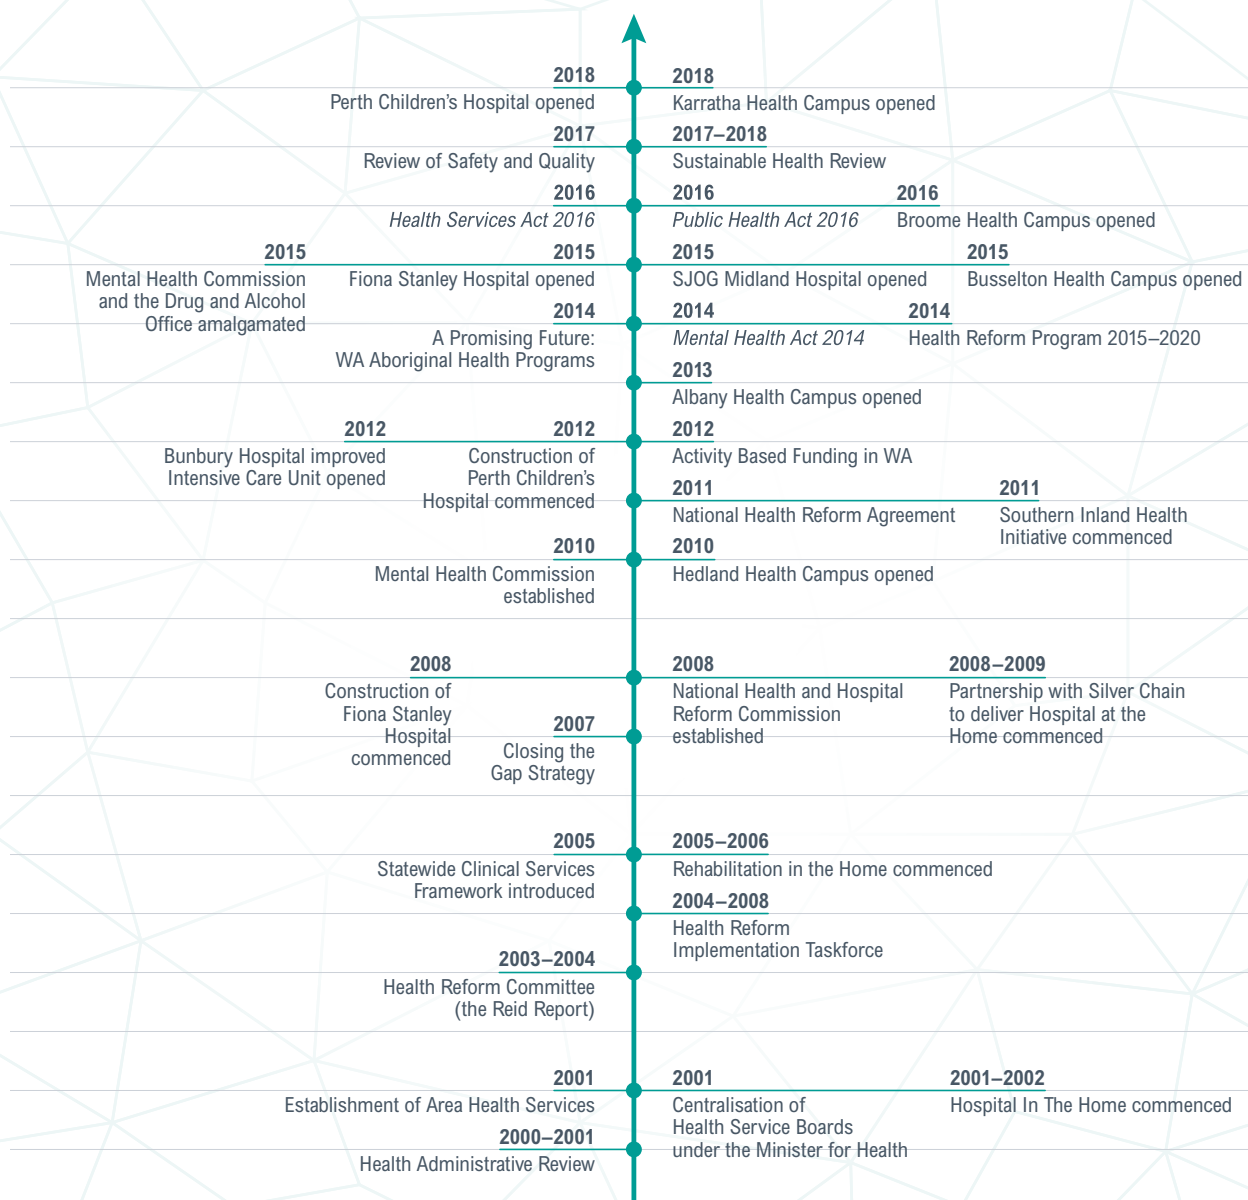 2018
Perth Children’s Hospital opened
2018
Karratha Health Campus opened
2017
Review of Safety and Quality
2017–2018
Sustainable Health Review
2016
Health Services Act 2016
2016
Public Health Act 2016
2016
Broome Health Campus opened
2015
Mental Health Commission
and the Drug and Alcohol
Office amalgamated
2015
Fiona Stanley Hospital opened
2015
SJOG Midland Hospital opened
2015
Busselton Health Campus opened
2014
A Promising Future:
WA Aboriginal Health Programs
2014
Mental Health Act 2014
2014
Health Reform Program 2015–2020
2013
Albany Health Campus opened
2012
Bunbury Hospital improved
Intensive Care Unit opened
2012
Construction of
Perth Children’s
Hospital commenced
2012
Activity Based Funding in WA
2011
National Health Reform Agreement
2011
Southern Inland Health
Initiative commenced
2010
Mental Health Commission
established
2010
Hedland Health Campus opened
2008
Construction of
Fiona Stanley
Hospital
commenced
2008
National Health and Hospital
Reform Commission
established
2008–2009
Partnership with Silver Chain
to deliver Hospital at the
Home commenced
2007
Closing the
Gap Strategy
2005
Statewide Clinical Services
Framework introduced
2005–2006
Rehabilitation in the Home commenced
2004–2008
Health Reform
Implementation Taskforce
2003–2004
Health Reform Committee
(the Reid Report)
2001
Establishment of Area Health Services
2001
Centralisation of
Health Service Boards
under the Minister for Health
2001–2002
Hospital In The Home commenced
2000–2001
Health Administrative Review